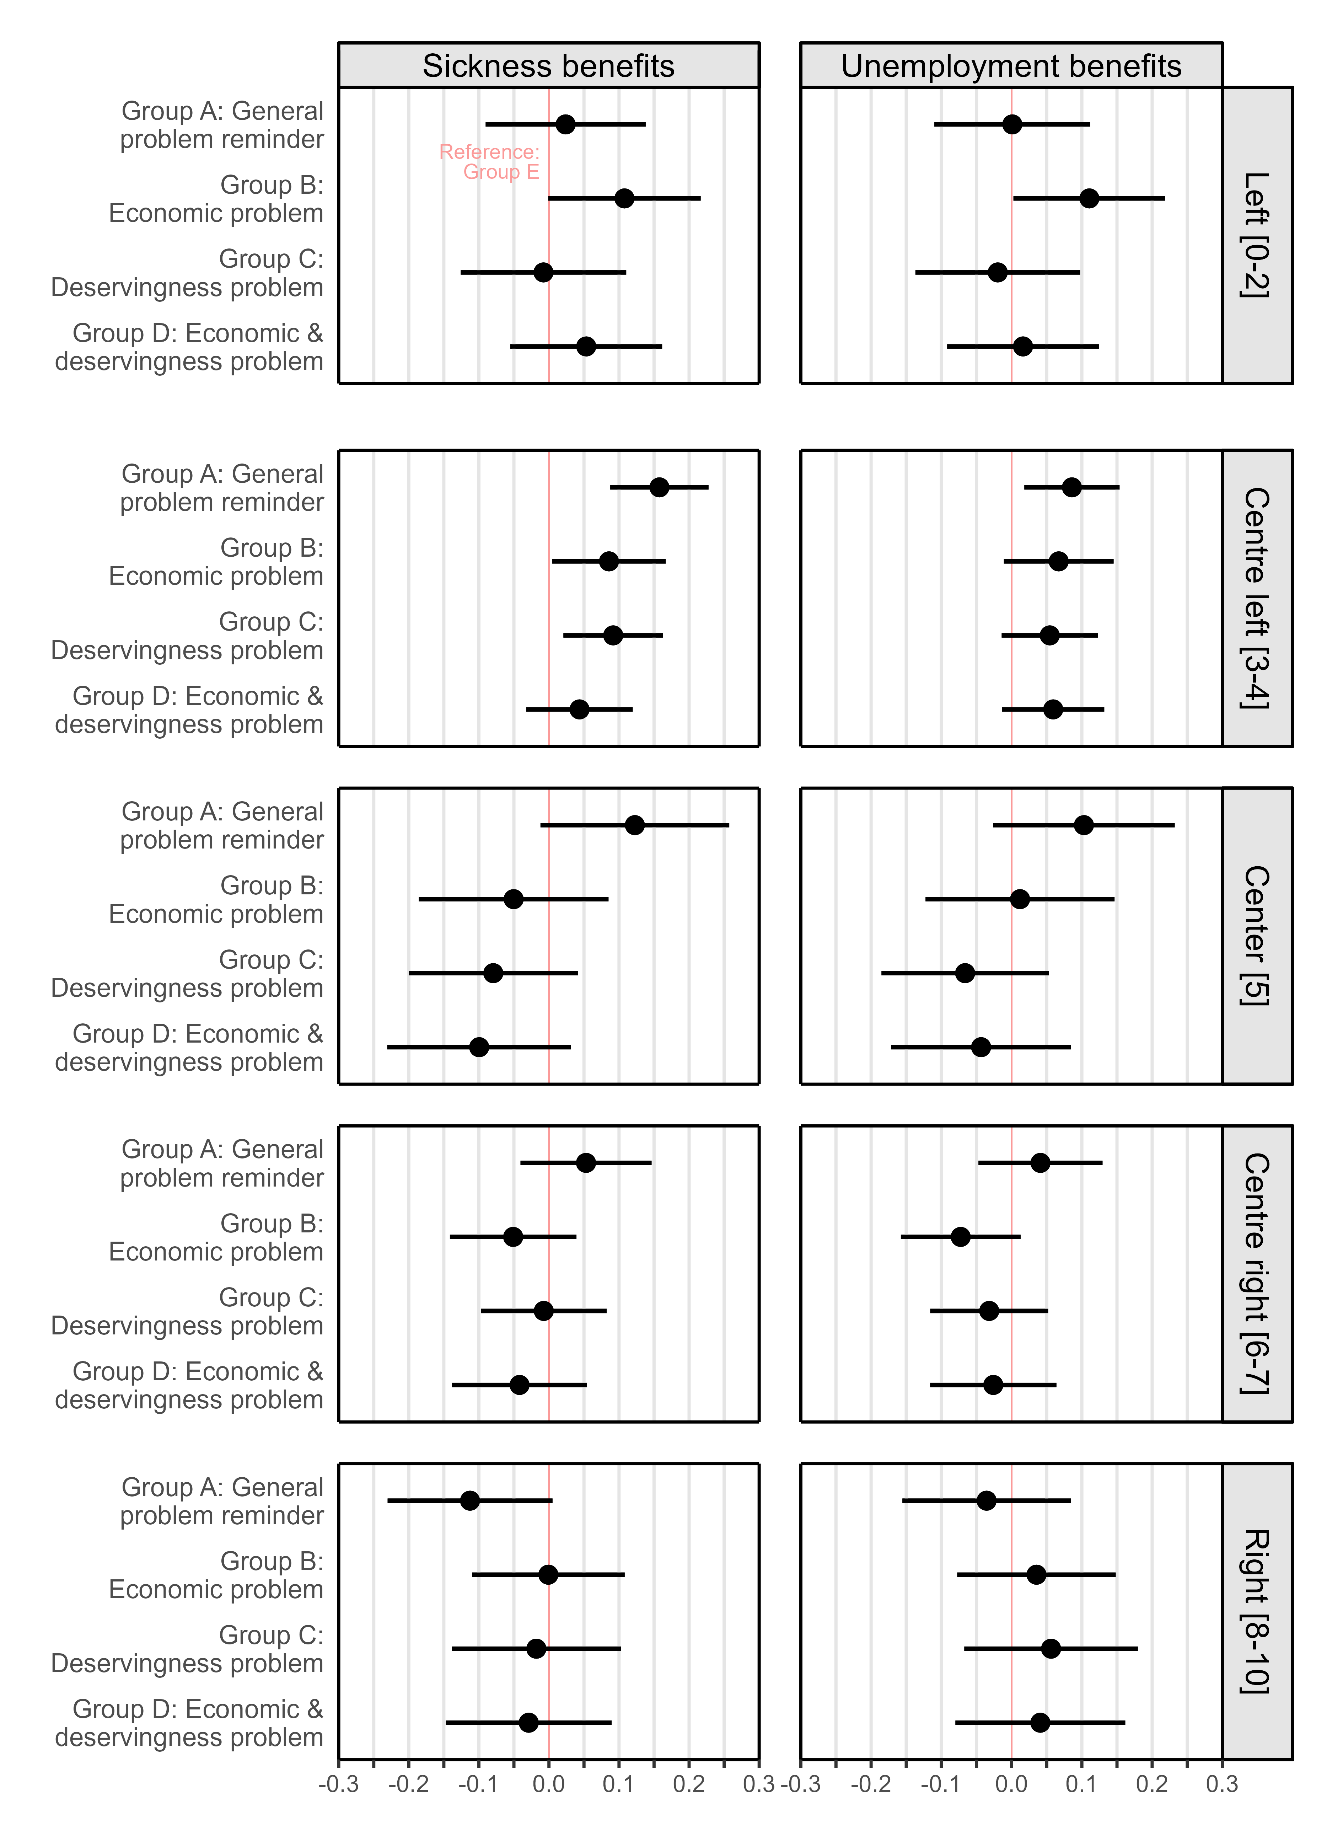 Sickness benefits
Unemployment benefits
Group A: General
problem reminder
Reference:
Group E
Group B:
Economic problem
Group C:
Deservingness problem
Group D: Economic &
deservingness problem
Left [0-2]
Group A: General
problem reminder
Group B:
Economic problem
Group C:
Deservingness problem
Group D: Economic &
deservingness problem
Centre left [3-4]
Group A: General
problem reminder
Group B:
Economic problem
Group C:
Deservingness problem
Group D: Economic &
deservingness problem
Center [5]
Group A: General
problem reminder
Group B:
Economic problem
Group C:
Deservingness problem
Group D: Economic &
deservingness problem
Centre right [6-7]
Group A: General
problem reminder
Group B:
Economic problem
Group C:
Deservingness problem
Group D: Economic &
deservingness problem
Right [8-10]
-0.3 -0.2 -0.1 0.0 0.1 0.2 0.3
-0.3 -0.2 -0.1 0.0 0.1 0.2 0.3